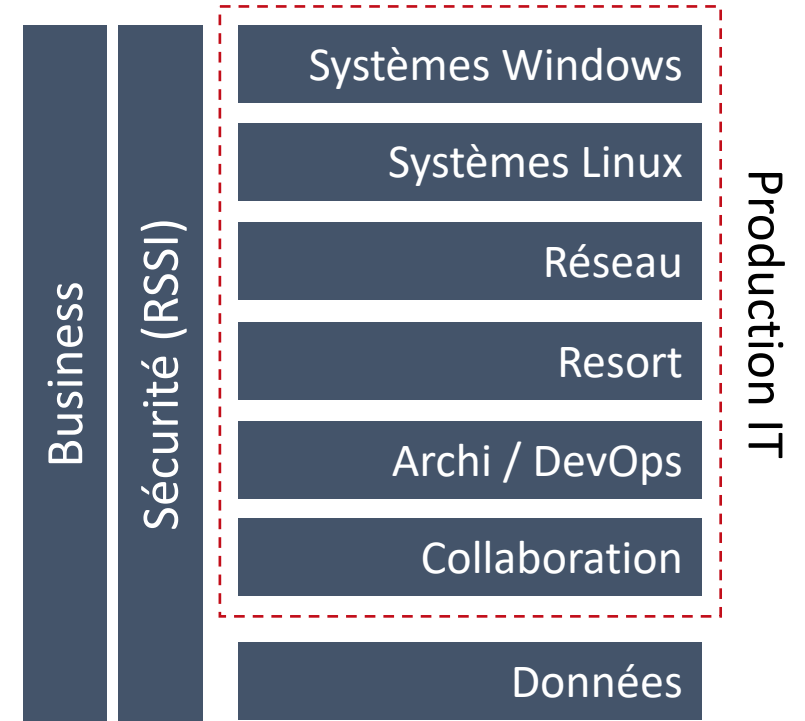 Business
Sécurité (RSSI)
Systèmes Windows
Systèmes Linux
Réseau
Resort
Archi / DevOps
Collaboration
Données
Production IT